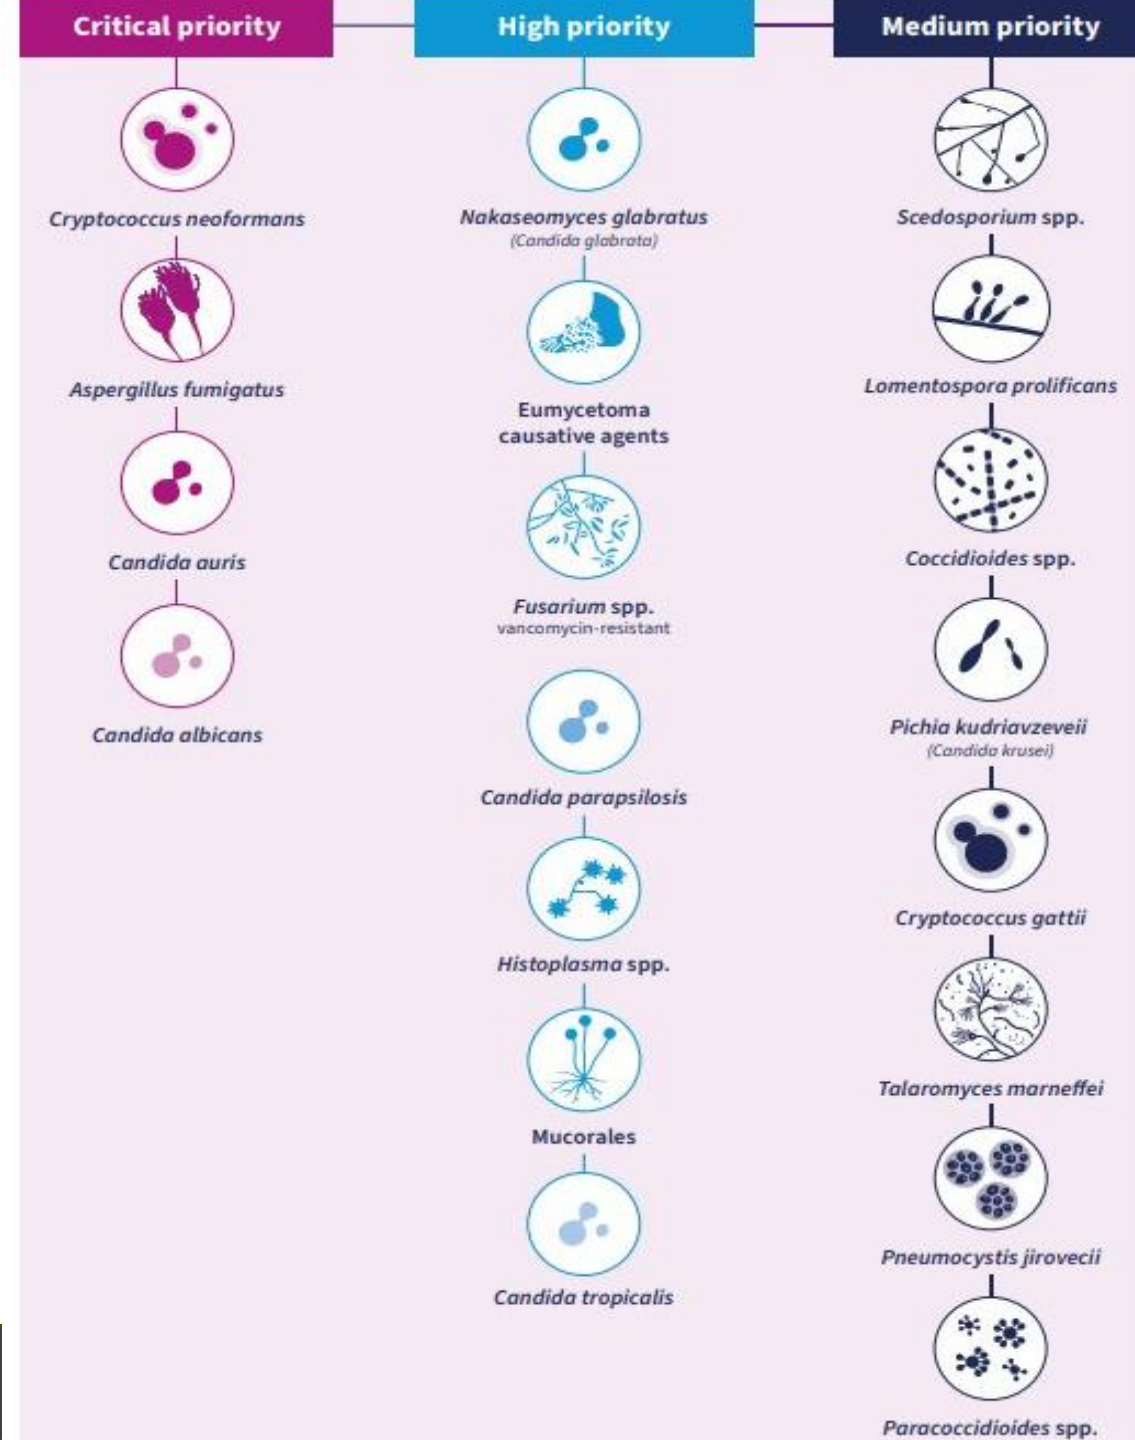 Critical priority
Cryptococcus neoformans
Aspergillus fumigatus
Candida auris
Candida albicans
High priority
Nakaseomyces glabratus
(Candida glabrata)
Eumycetoma
causative agents
Fusarium spp.
vancomycin-resistant
Candida parapsilosis
Histoplasma spp.
Mucorales
Candida tropicalis
Medium priority
Scedosporium spp.
Lomentospora prolificans
Coccidioides spp.
Pichia kudriavzeveii
(Candida krusei)
Cryptococcus gattii
Talaromyces marneffei
Pneumocystis jirovecii
Paracoccidioides spp.